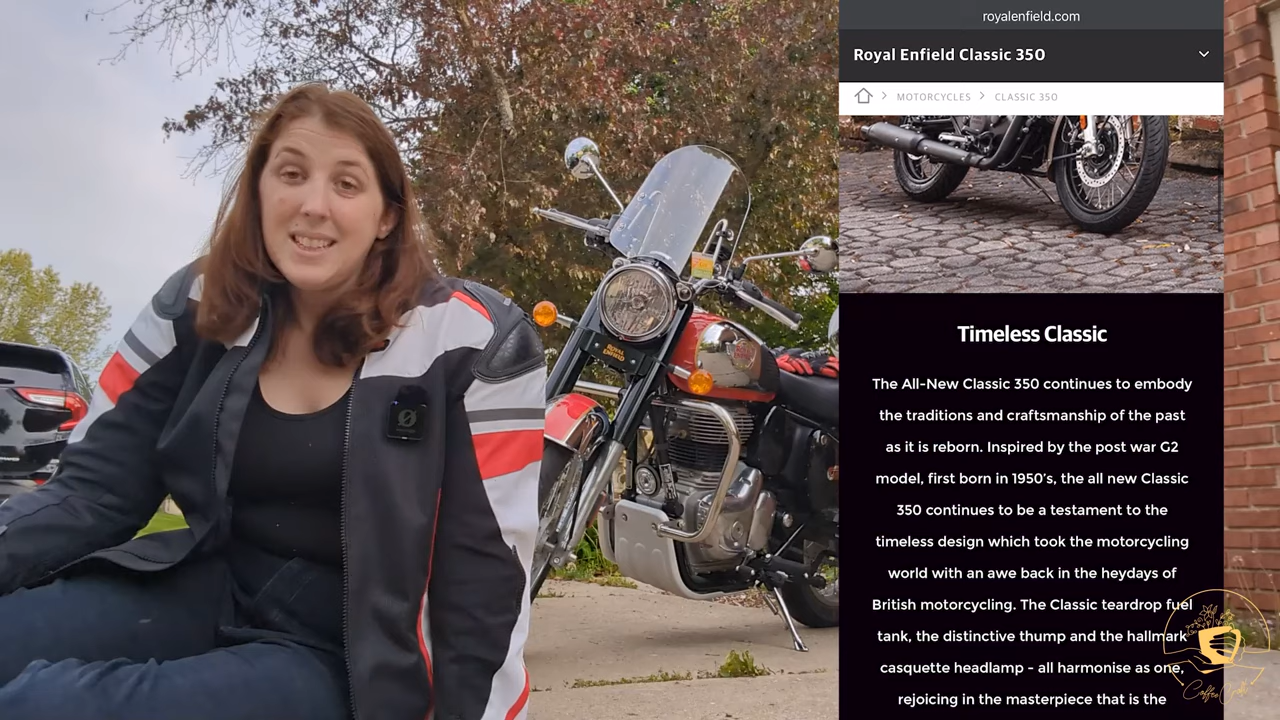 royalenfield.com
Royal Enfield Classic 350
MOTORCYCLES
CLASSIC 350
Timeless Classic
The All-New Classic 350 continues to embody
the traditions and craftsmanship of the past
as it is reborn. Inspired by the post war G2
model, first born in 1950's, the all new Classic
350 continues to be a testament to the
timeless design which took the motorcycling
world with an awe back in the heydays of
British motorcycling. The Classic teardrop fuel
tank, the distinctive thump and the hallmark
casquette headlamp - all harmonise as one,
rejoicing in the masterpiece that is the
ROYAL
ENFIELD